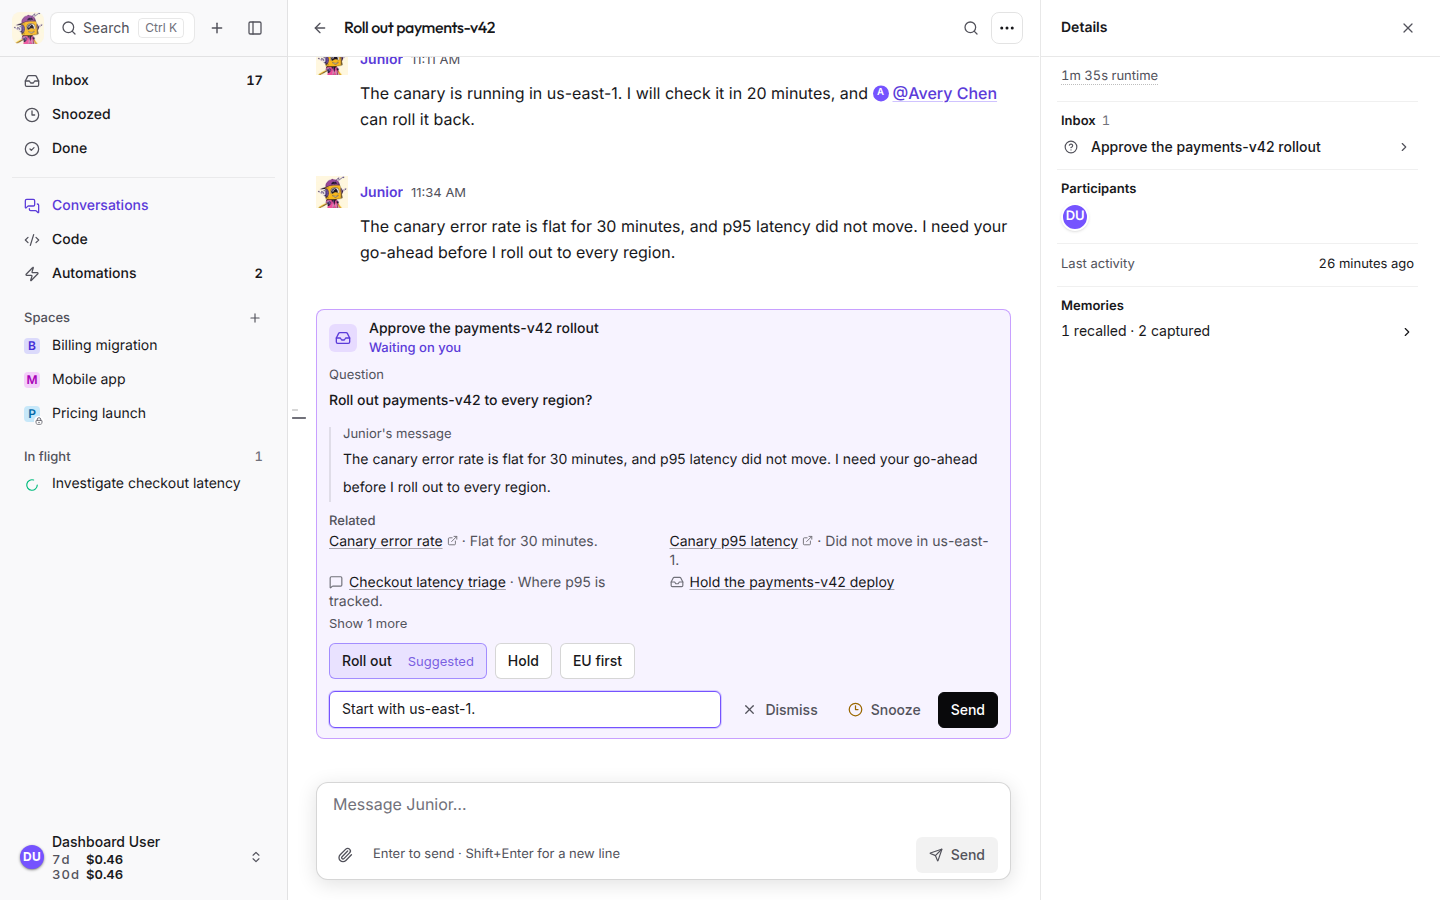 Search Ctrl K
Inbox 17
Snoozed
Done
Conversations
Code
Automations 2
Spaces
B Billing migration
M Mobile app
P Pricing launch
In flight 1
Investigate checkout latency
DU Dashboard User
7d $0.46
30d $0.46
Roll out payments-v42
Junior 11:11 AM
The canary is running in us-east-1. I will check it in 20 minutes, and A @Avery Chen
can roll it back.
Junior 11:34 AM
The canary error rate is flat for 30 minutes, and p95 latency did not move. I need your
go-ahead before I roll out to every region.
Approve the payments-v42 rollout
Waiting on you
Question
Roll out payments-v42 to every region?
Junior's message
The canary error rate is flat for 30 minutes, and p95 latency did not move. I need your go-ahead
before I roll out to every region.
Related
Canary error rate · Flat for 30 minutes.
Canary p95 latency · Did not move in us-east-
1.
Checkout latency triage · Where p95 is
tracked.
Hold the payments-v42 deploy
Show 1 more
Roll out Suggested Hold EU first
Start with us-east-1. Dismiss Snooze Send
Message Junior...
Enter to send · Shift+Enter for a new line Send
Details
1m 35s runtime
Inbox 1
Approve the payments-v42 rollout
Participants
DU
Last activity 26 minutes ago
Memories
1 recalled · 2 captured